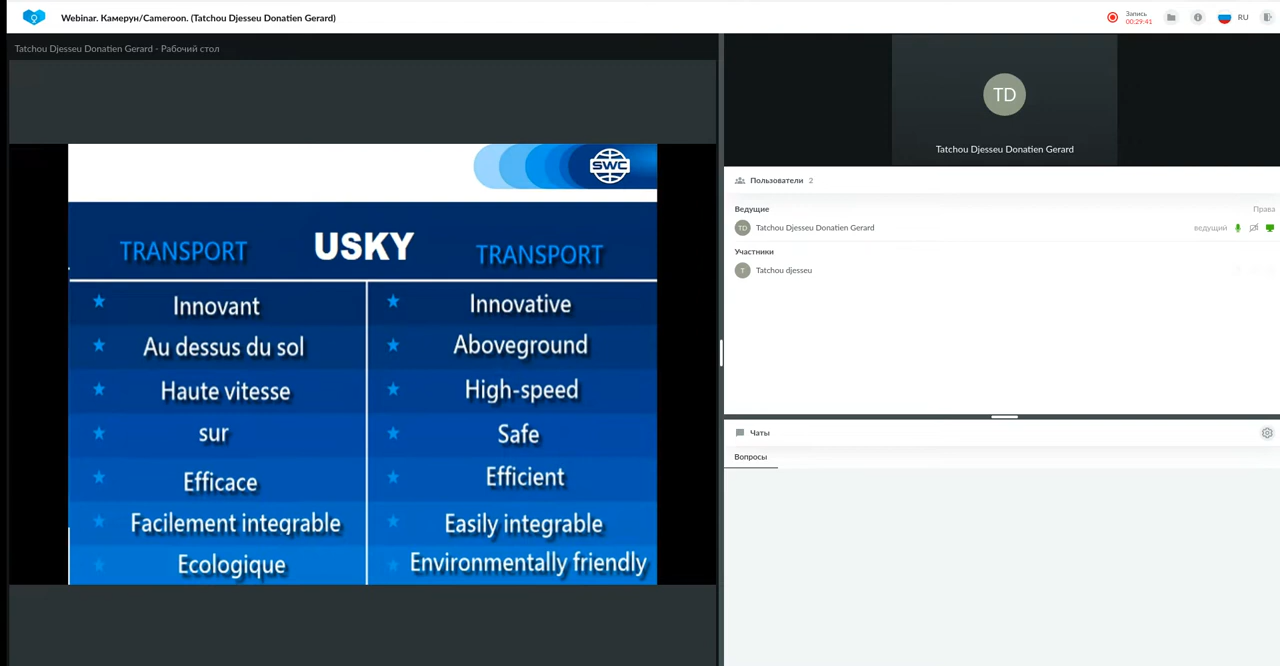 Webinar. Камерун/Cameroon. (Tatchou Djesseu Donatien Gerard)
Запись
00:29:41
RU
Tatchou Djesseu Donatien Gerard - Рабочий стол
SWC
TRANSPORT USKY TRANSPORT
Innovant Innovative
Au dessus du sol Aboveground
Haute vitesse High-speed
sur Safe
Efficace Efficient
Facilement integrable Easily integrable
Ecologique Environmentally friendly
TD
Tatchou Djesseu Donatien Gerard
Пользователи 2
Ведущие Права
TD Tatchou Djesseu Donatien Gerard ведущий
Участники
T Tatchou djesseu
Чаты
Вопросы